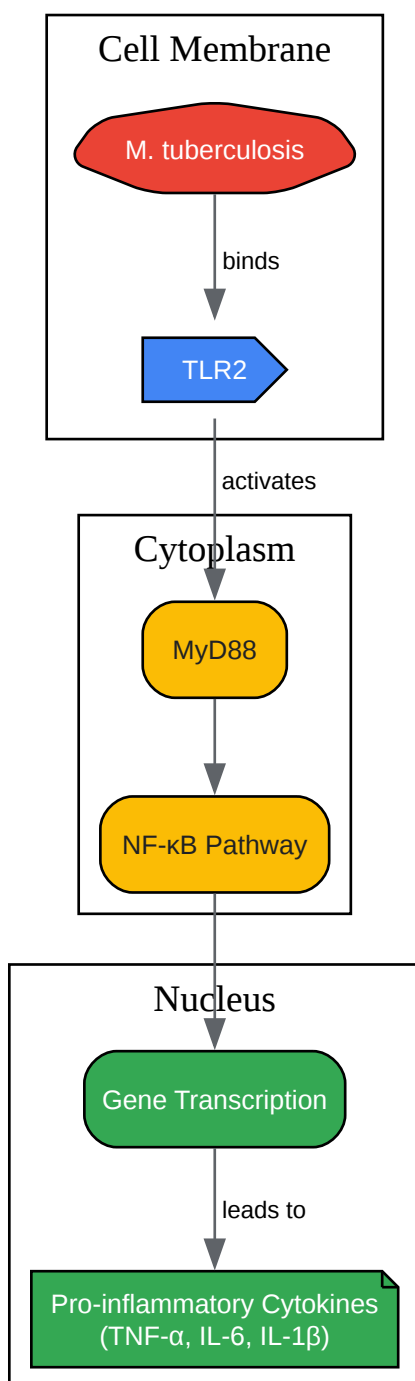 Cell Membrane
M. tuberculosis
binds
TLR2
activates
Cytoplasm
MyD88
NF-κB Pathway
Nucleus
Gene Transcription
leads to
Pro-inflammatory Cytokines
(TNF-α, IL-6, IL-1β)